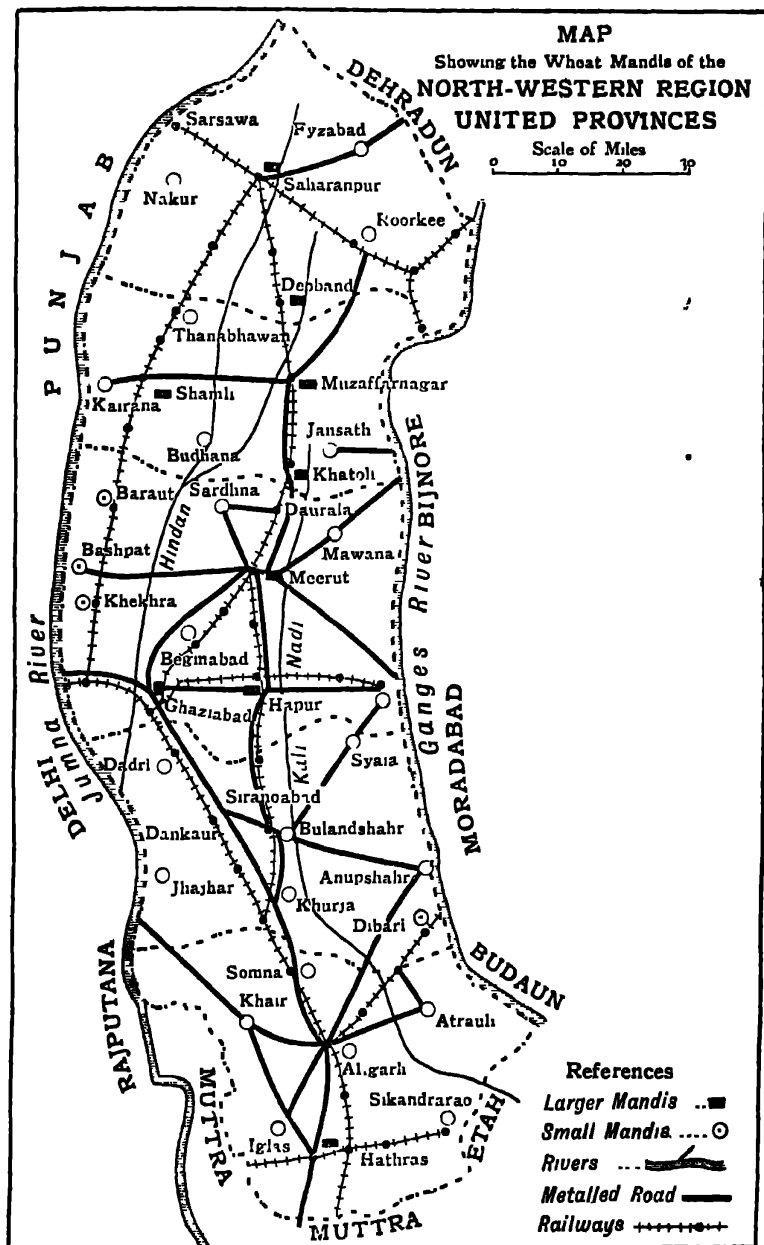 MAP
Showing the Wheat Mandis of the
NORTH-WESTERN REGION
UNITED PROVINCES
Scale of Miles
0 10 20 30
DEHRADUN
Sarsawa
Fyzabad
Saharanpur
Nakur
Roorkee
PUNJAB
Deoband
Thanabhawan
Kairana
Shamli
Muzaffarnagar
Jansath
Budhana
Khatoli
Baraut
Sardhna
Daurala
Hindan
Mawana
Bashpat
Meerut
Khekhra
River BIJNORE
Nadi
Begmabad
River
Ghaziabad
Hapur
Ganges
Jumna
DELHI
Dadri
Kali
Syaia
MORADABAD
Siranoabad
Bulandshahr
Dankaur
Anupshahr
Jhajhar
Khurja
Dibari
RAJPUTANA
Somna
BUDAUN
Khair
Atrauli
Aligarh
Sikandrarao
MUTTRA
ETAH
Iglas
Hathras
MUTTRA
References
Larger Mandis ..
Small Mandis ....
Rivers ....
Metalled Road
Railways